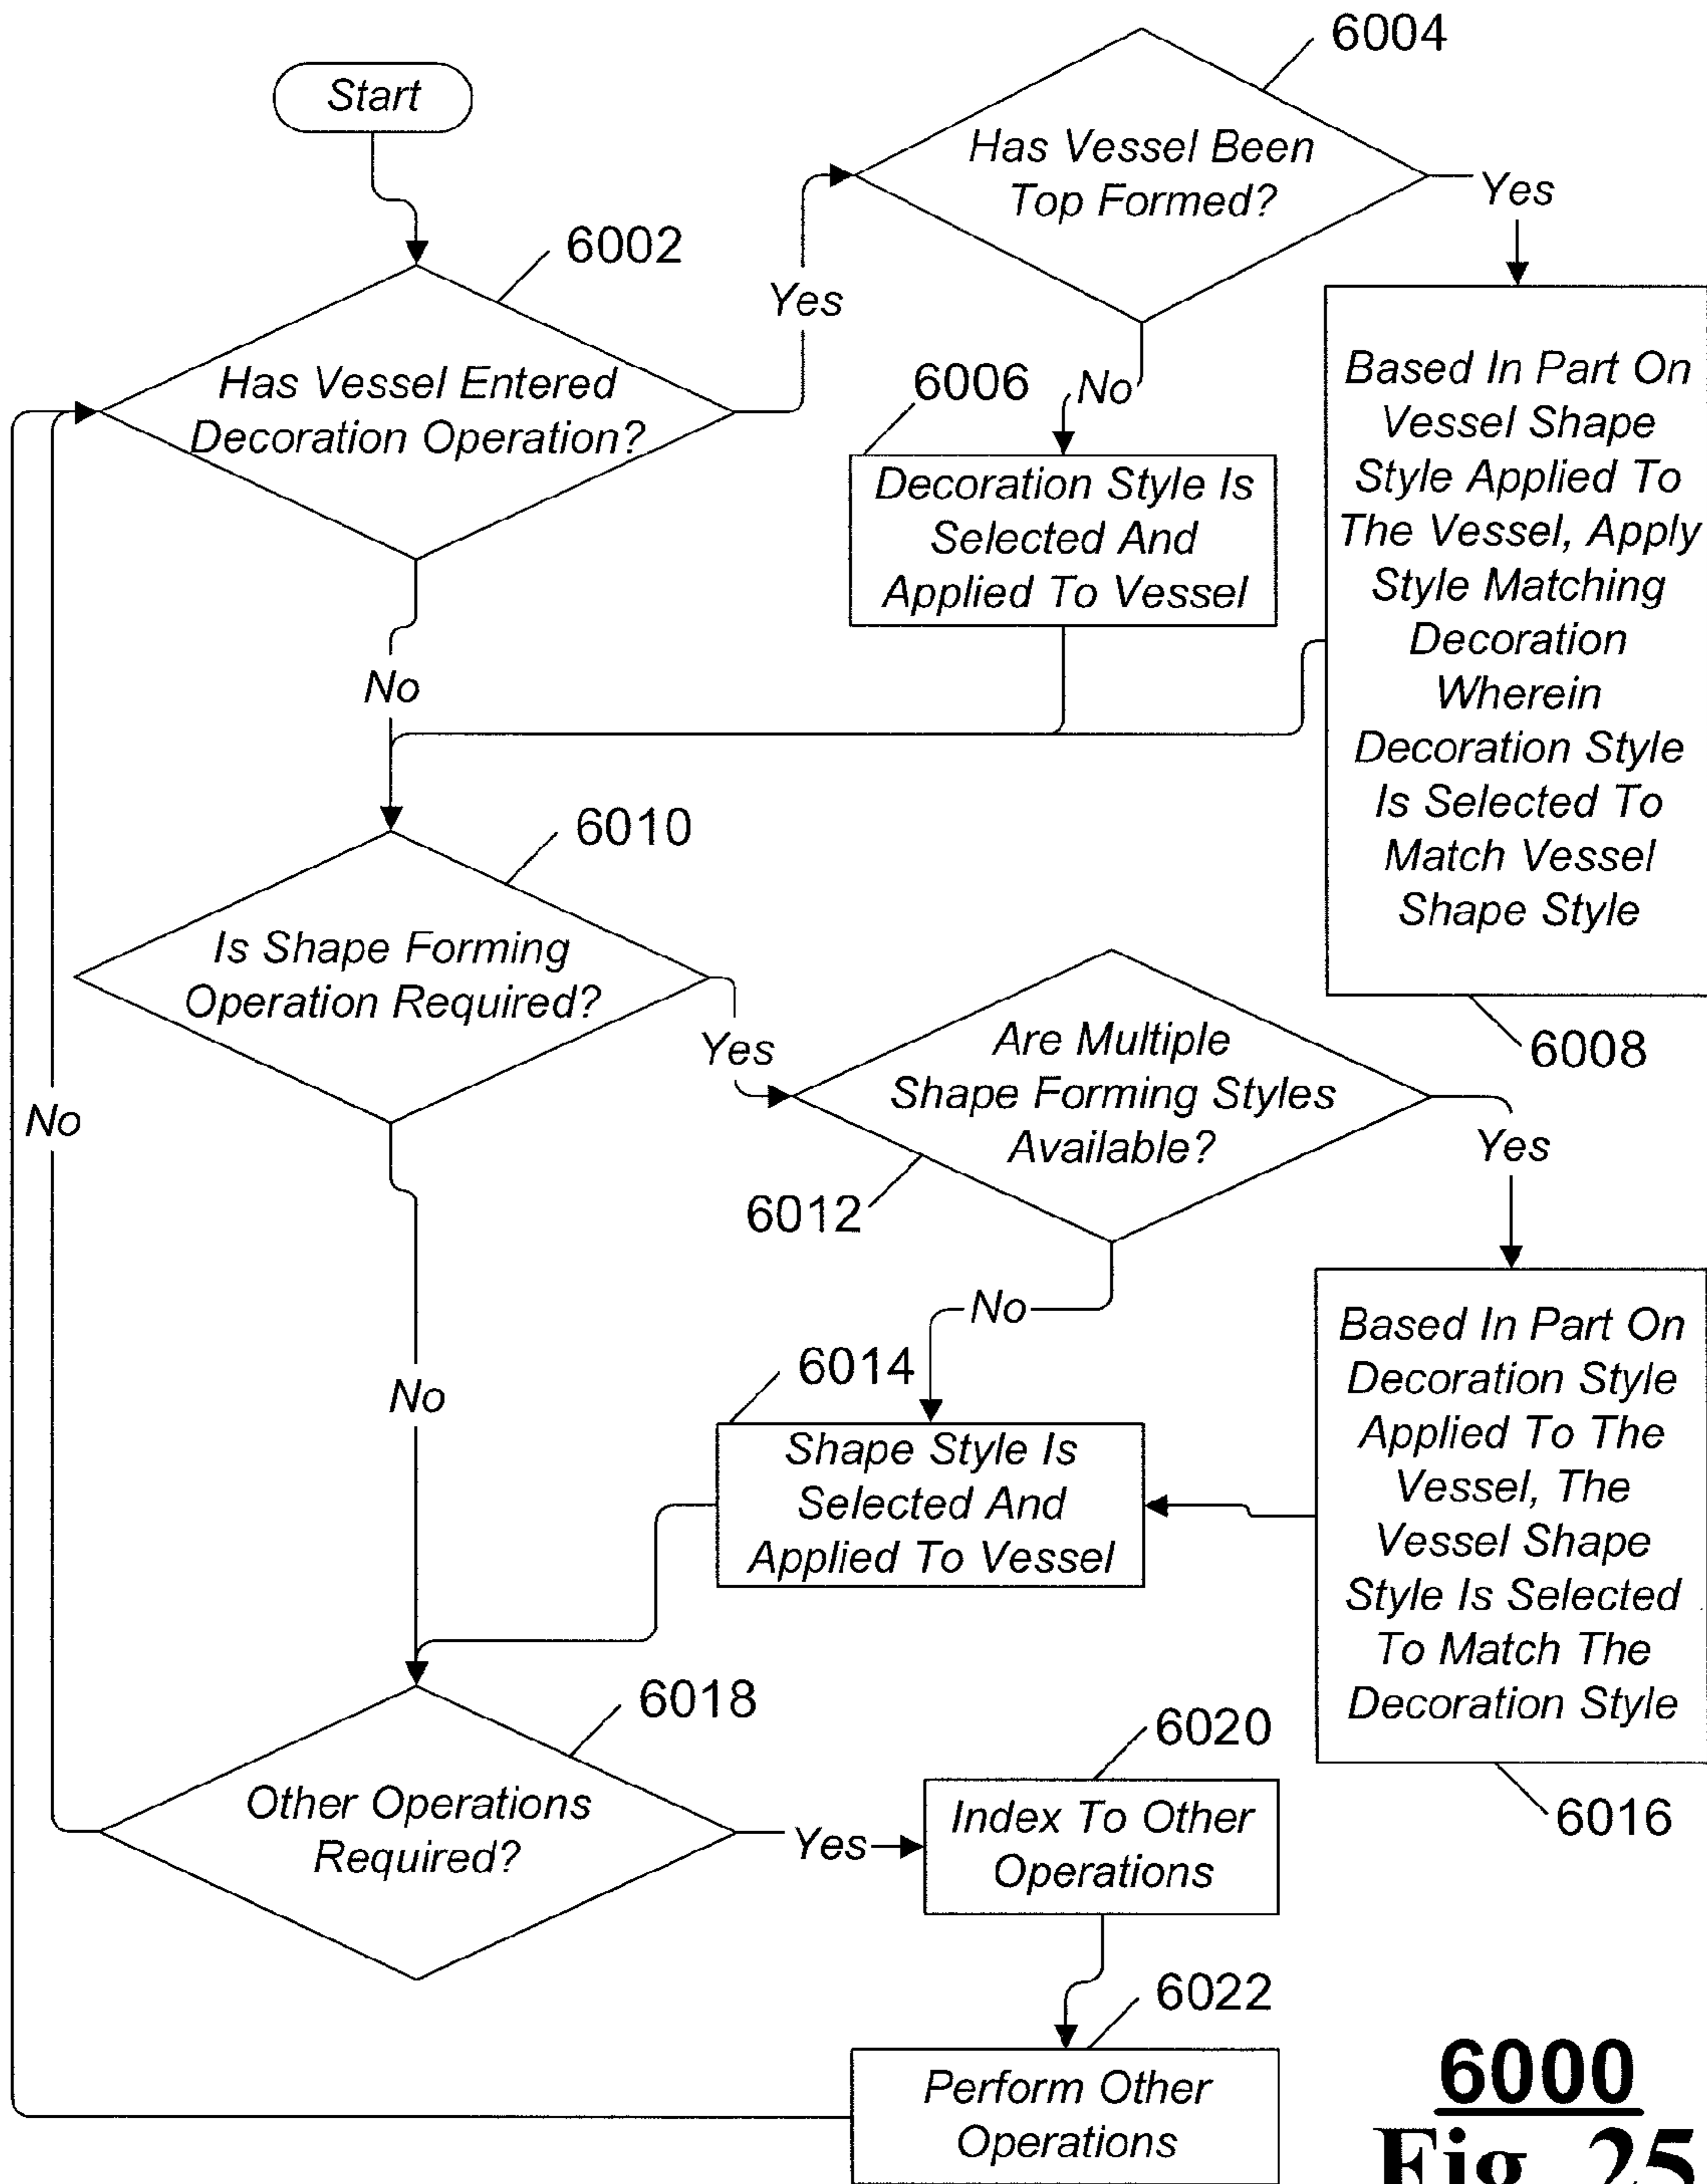 Start
6002
Has Vessel Entered
Decoration Operation?
Yes
6004
Has Vessel Been
Top Formed?
Yes
No
6006
Decoration Style Is
Selected And
Applied To Vessel
Based In Part On
Vessel Shape
Style Applied To
The Vessel, Apply
Style Matching
Decoration
Wherein
Decoration Style
Is Selected To
Match Vessel
Shape Style
6008
No
6010
Is Shape Forming
Operation Required?
Yes
Are Multiple
Shape Forming Styles
Available?
6012
Yes
No
6014
Shape Style Is
Selected And
Applied To Vessel
Based In Part On
Decoration Style
Applied To The
Vessel, The
Vessel Shape
Style Is Selected
To Match The
Decoration Style
6016
No
No
6018
Other Operations
Required?
Yes
6020
Index To Other
Operations
6022
Perform Other
Operations
6000
Fig. 25